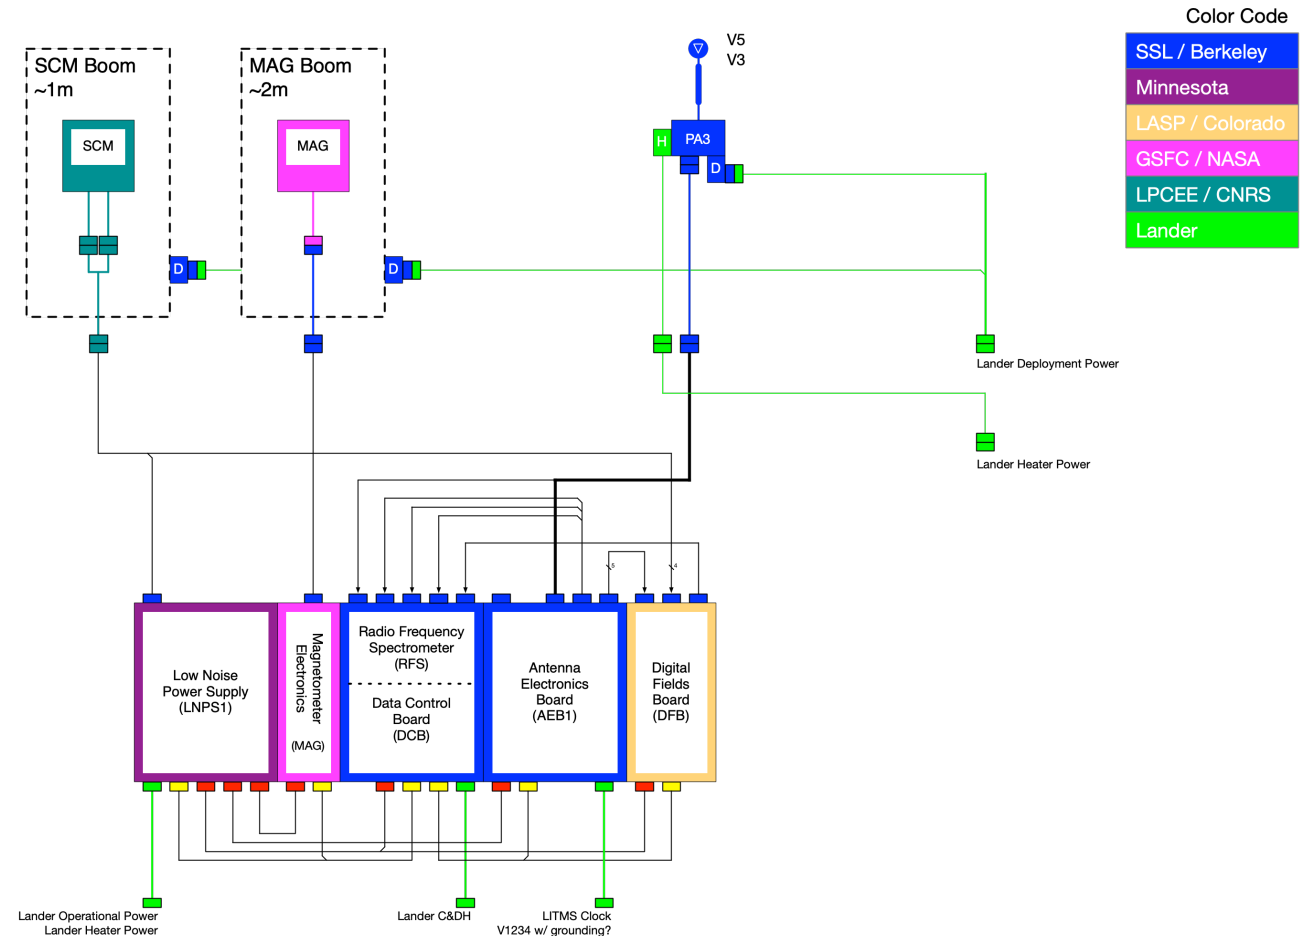 Color Code
SSL / Berkeley
Minnesota
LASP / Colorado
GSFC / NASA
LPCEE / CNRS
Lander
SCM Boom
~1m
SCM
D
MAG Boom
~2m
MAG
D
V5
V3
H
PA3
D
Lander Deployment Power
Lander Heater Power
5
4
Low Noise
Power Supply
(LNPS1)
Magnetometer
Electronics
(MAG)
Radio Frequency
Spectrometer
(RFS)
Data Control
Board
(DCB)
Antenna
Electronics
Board
(AEB1)
Digital
Fields
Board
(DFB)
Lander Operational Power
Lander Heater Power
Lander C&DH
LITMS Clock
V1234 w/ grounding?